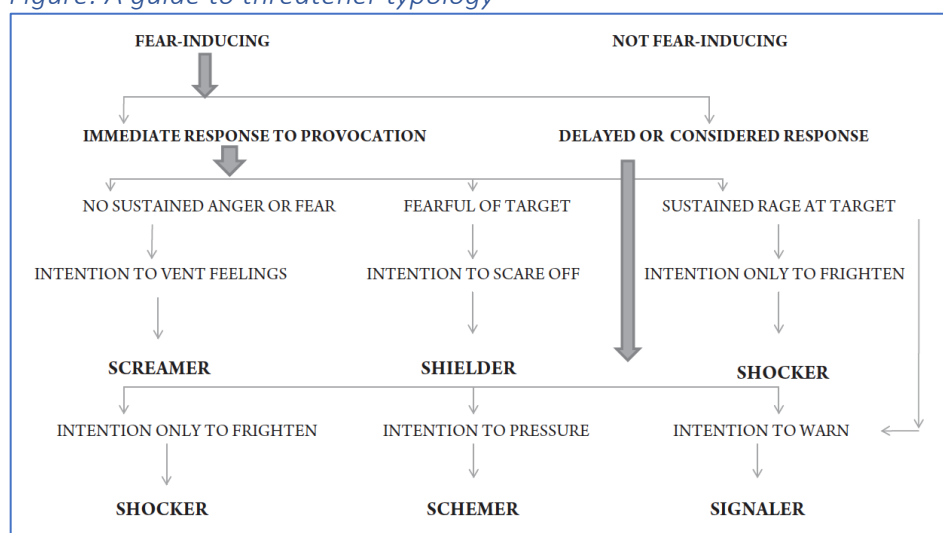 Figure: A guide to threatener typology
FEAR-INDUCING
NOT FEAR-INDUCING
IMMEDIATE RESPONSE TO PROVOCATION
DELAYED OR CONSIDERED RESPONSE
NO SUSTAINED ANGER OR FEAR
FEARFUL OF TARGET
SUSTAINED RAGE AT TARGET
INTENTION TO VENT FEELINGS
INTENTION TO SCARE OFF
INTENTION ONLY TO FRIGHTEN
SCREAMER
SHIELDER
SHOCKER
INTENTION ONLY TO FRIGHTEN
INTENTION TO PRESSURE
INTENTION TO WARN
SHOCKER
SCHEMER
SIGNALER